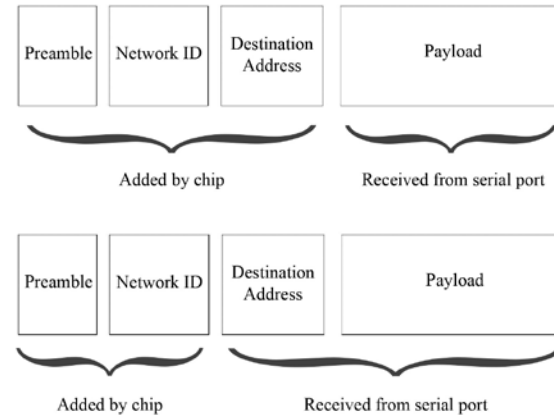 Preamble
Network ID
Destination
Address
Payload
Added by chip
Received from serial port
Preamble
Network ID
Destination
Address
Payload
Added by chip
Received from serial port